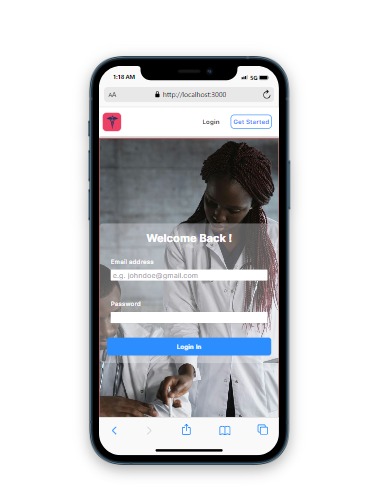 1:18 AM
5G
AA
http://localhost:3000
Login
Get Started
Welcome Back !
Email address
e.g. johndoe@gmail.com
Password
Login In